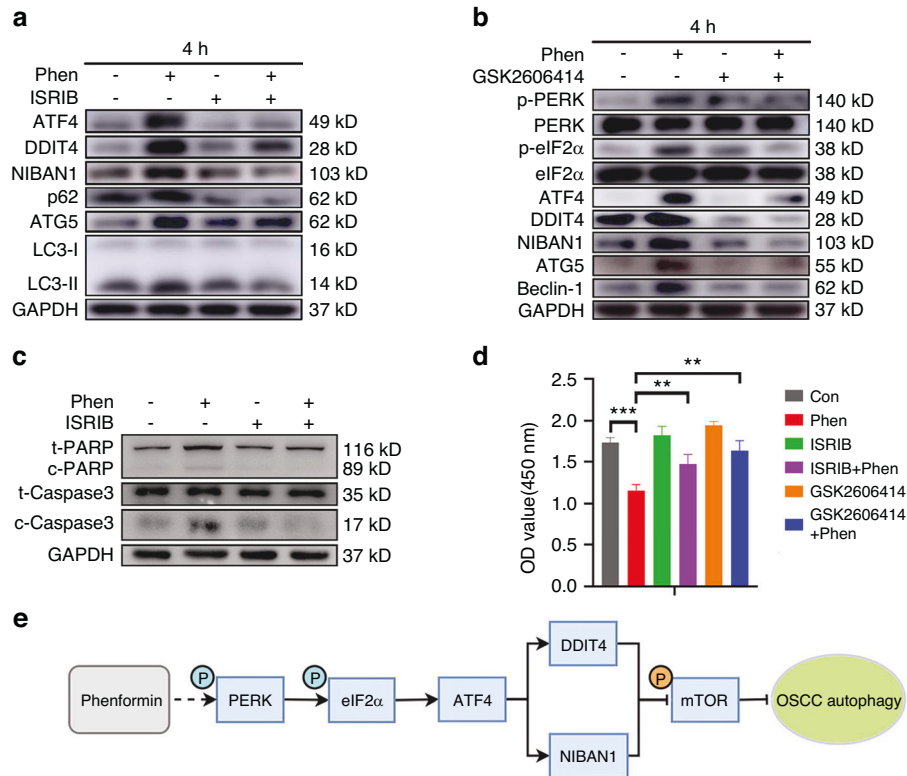 a
4 h
Phen - + - +
ISRIB - - + +
ATF4 49 kD
DDIT4 28 kD
NIBAN1 103 kD
p62 62 kD
ATG5 62 kD
LC3-I 16 kD
LC3-II 14 kD
GAPDH 37 kD
b
4 h
Phen - + - +
GSK2606414 - - + +
p-PERK 140 kD
PERK 140 kD
p-eIF2α 38 kD
eIF2α 38 kD
ATF4 49 kD
DDIT4 28 kD
NIBAN1 103 kD
ATG5 55 kD
Beclin-1 62 kD
GAPDH 37 kD
c
Phen - + - +
ISRIB - - + +
t-PARP 116 kD
c-PARP 89 kD
t-Caspase3 35 kD
c-Caspase3 17 kD
GAPDH 37 kD
d
OD value(450 nm)
2.5
2.0
1.5
1.0
0.5
0.0
***
**
**
Con
Phen
ISRIB
ISRIB+Phen
GSK2606414
GSK2606414
+Phen
e
Phenformin
P
PERK
P
eIF2α
ATF4
DDIT4
NIBAN1
P
mTOR
OSCC autophagy